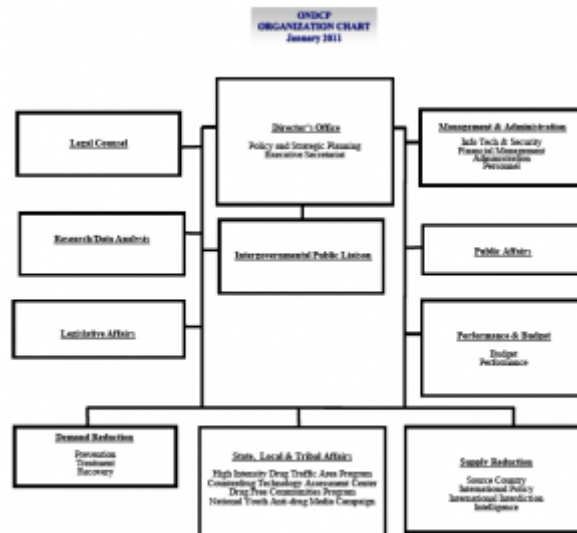 ONDCP
ORGANIZATION CHART
January 2011
Director's Office
Policy and Strategic Planning
Executive Secretariat
Legal Counsel
Management & Administration
Info Tech & Security
Financial Management
Administration
Personnel
Research/Data Analysis
Intergovernmental Public Liaison
Public Affairs
Legislative Affairs
Performance & Budget
Budget
Performance
Demand Reduction
Prevention
Treatment
Recovery
State, Local & Tribal Affairs
High Intensity Drug Traffic Area Program
Counterdrug Technology Assessment Center
Drug Free Communities Program
National Youth Anti-drug Media Campaign
Supply Reduction
Source Country
International Policy
International Interdiction
Intelligence